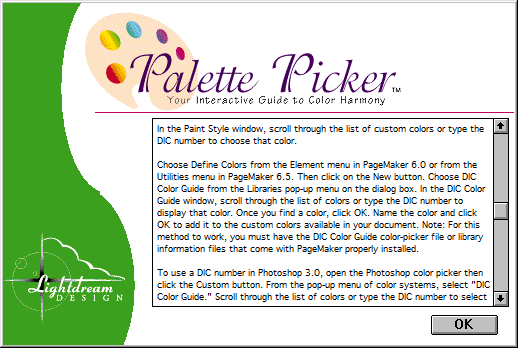 Palette Picker™
Your Interactive Guide to Color Harmony
In the Paint Style window, scroll through the list of custom colors or type the
DIC number to choose that color.
Choose Define Colors from the Element menu in PageMaker 6.0 or from the
Utilities menu in PageMaker 6.5. Then click on the New button. Choose DIC
Color Guide from the Libraries pop-up menu on the dialog box. In the DIC Color
Guide window, scroll through the list of colors or type the DIC number to
display that color. Once you find a color, click OK. Name the color and click
OK to add it to the custom colors available in your document. Note: For this
method to work, you must have the DIC Color Guide color-picker file or library
information files that come with PageMaker properly installed.
To use a DIC number in Photoshop 3.0, open the Photoshop color picker then
click the Custom button. From the pop-up menu of color systems, select "DIC
Color Guide." Scroll through the list of colors or type the DIC number to select
Lightdream
DESIGN
OK